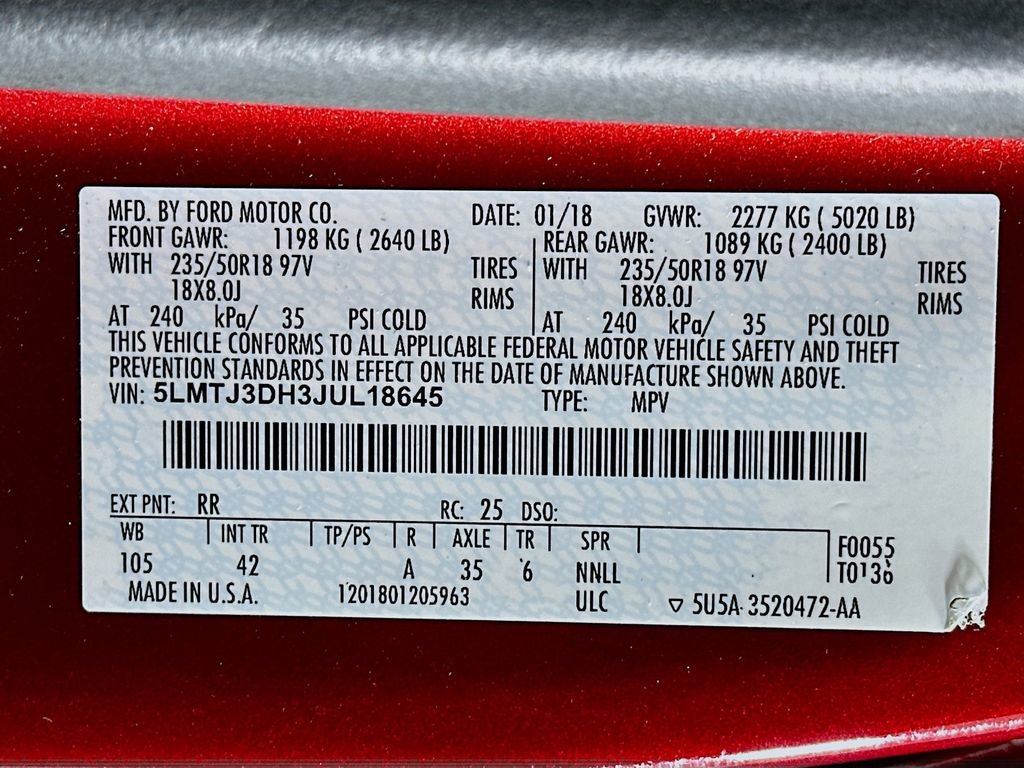 MFD. BY FORD MOTOR CO. DATE: 01/18 GVWR: 2277 KG ( 5020 LB)
FRONT GAWR: 1198 KG ( 2640 LB) REAR GAWR: 1089 KG ( 2400 LB)
WITH 235/50R18 97V TIRES WITH 235/50R18 97V TIRES
18X8.0J RIMS 18X8.0J RIMS
AT 240 kPa/ 35 PSI COLD AT 240 kPa/ 35 PSI COLD
THIS VEHICLE CONFORMS TO ALL APPLICABLE FEDERAL MOTOR VEHICLE SAFETY AND THEFT
PREVENTION STANDARDS IN EFFECT ON THE DATE OF MANUFACTURE SHOWN ABOVE.
VIN: 5LMTJ3DH3JUL18645 TYPE: MPV
EXT PNT: RR RC: 25 DSO:
WB INT TR TP/PS R AXLE TR SPR F0055
105 42 A 35 6 NNLL T0136
MADE IN U.S.A. 1201801205963 ULC ▽ 5U5A-3520472-AA